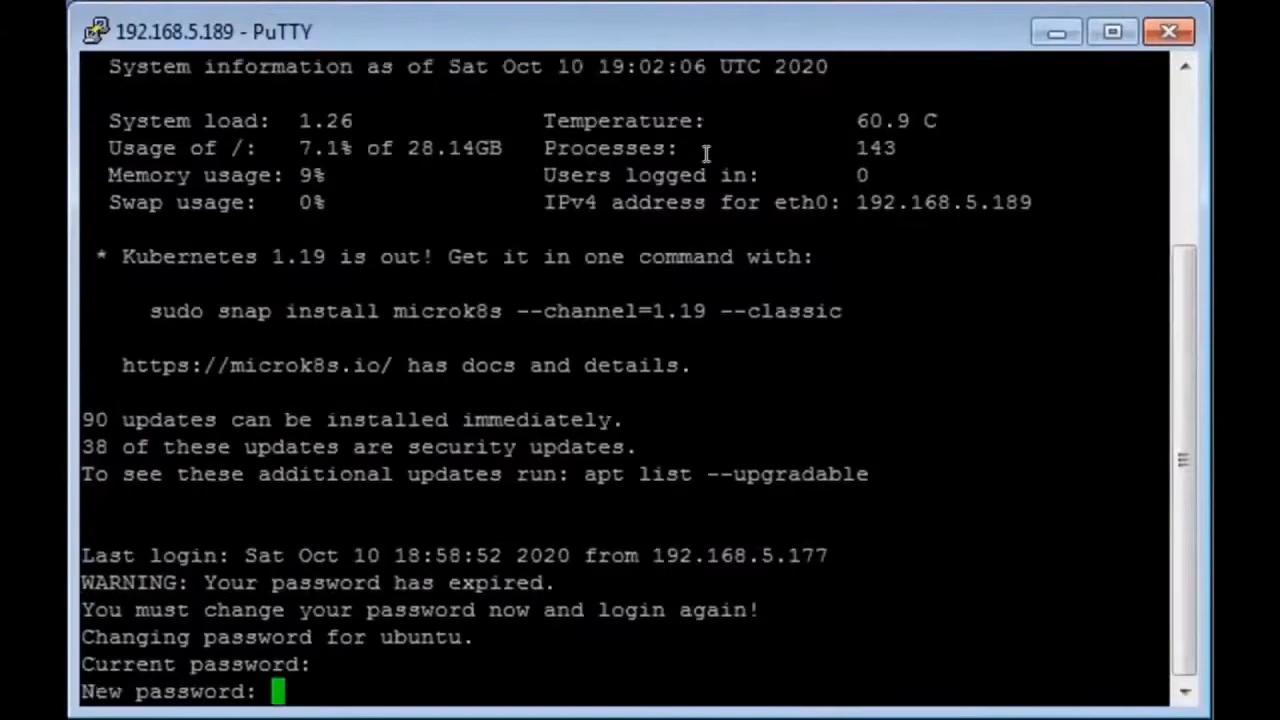 192.168.5.189 - PuTTY
System information as of Sat Oct 10 19:02:06 UTC 2020
System load: 1.26 Temperature: 60.9 C
Usage of /: 7.1% of 28.14GB Processes: 143
Memory usage: 9% Users logged in: 0
Swap usage: 0% IPv4 address for eth0: 192.168.5.189
* Kubernetes 1.19 is out! Get it in one command with:
sudo snap install microk8s --channel=1.19 --classic
https://microk8s.io/ has docs and details.
90 updates can be installed immediately.
38 of these updates are security updates.
To see these additional updates run: apt list --upgradable
Last login: Sat Oct 10 18:58:52 2020 from 192.168.5.177
WARNING: Your password has expired.
You must change your password now and login again!
Changing password for ubuntu.
Current password:
New password: